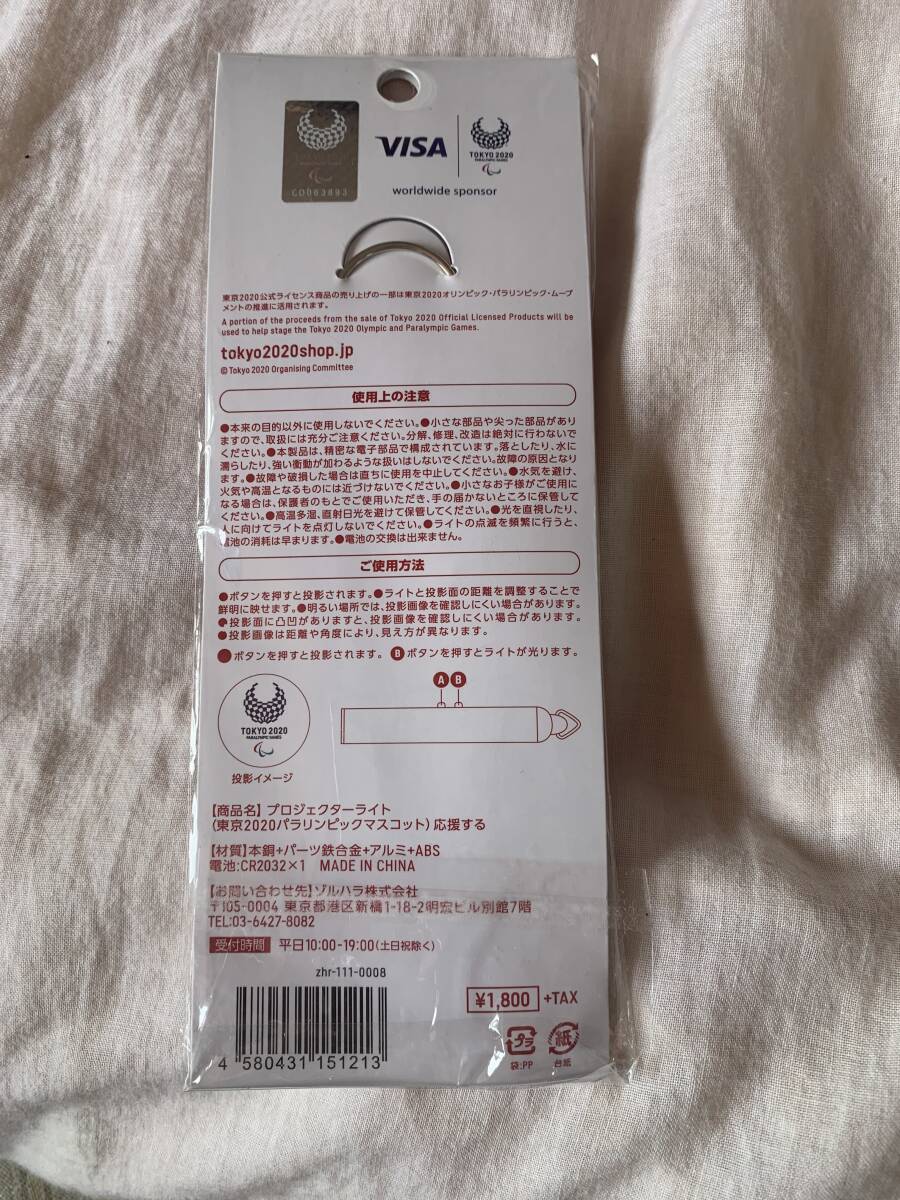 VISA
TOKYO 2020
PARALYMPIC GAMES
worldwide sponsor
東京2020公式ライセンス商品の売り上げの一部は東京2020オリンピック・パラリンピック・ムーブ
メントの推進に活用されます。
A portion of the proceeds from the sale of Tokyo 2020 Official Licensed Products will be
used to help stage the Tokyo 2020 Olympic and Paralympic Games.
tokyo2020shop.jp
© Tokyo 2020 Organising Committee
使用上の注意
●本来の目的以外に使用しないでください。●小さな部品や尖った部品があり
ますので、取扱には充分ご注意ください。分解、修理、改造は絶対に行わないで
ください。●本製品は、精密な電子部品で構成されています。落としたり、水に
濡らしたり、強い衝動が加わるような扱いはしないでください。故障の原因となり
ます。●故障や破損した場合は直ちに使用を中止してください。●水気を避け、
火気や高温となるものには近づけないでください。●小さなお子様がご使用に
なる場合は、保護者のもとでご使用いただき、手の届かないところに保管して
ください。●高温多湿、直射日光を避けて保管してください。●光を直視したり、
人に向けてライトを点灯しないでください。●ライトの点滅を頻繁に行うと、
電池の消耗は早まります。●電池の交換は出来ません。
ご使用方法
●ボタンを押すと投影されます。●ライトと投影面の距離を調整することで
鮮明に映せます。●明るい場所では、投影画像を確認しにくい場合があります。
●投影面に凸凹がありますと、投影画像を確認しにくい場合があります。
●投影画像は距離や角度により、見え方が異なります。
ボタンを押すと投影されます。 B ボタンを押すとライトが光ります。
A B
TOKYO 2020
PARALYMPIC GAMES
投影イメージ
【商品名】 プロジェクターライト
(東京2020パラリンピックマスコット)応援する
【材質】本銅+パーツ鉄合金+アルミ+ABS
電池:CR2032×1 MADE IN CHINA
【お問い合わせ先】ゾルハラ株式会社
〒105-0004 東京都港区新橋1-18-2明宏ビル別館7階
TEL:03-6427-8082
受付時間 平日10:00-19:00(土日祝除く)
zhr-111-0008
¥1,800 +TAX
4 580431 151213
プラ 紙
袋:PP 台紙